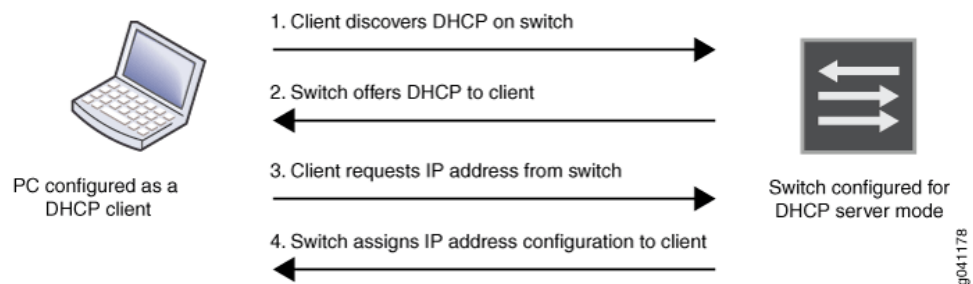 1. Client discovers DHCP on switch
2. Switch offers DHCP to client
3. Client requests IP address from switch
4. Switch assigns IP address configuration to client
PC configured as a
DHCP client
Switch configured for
DHCP server mode
g041178